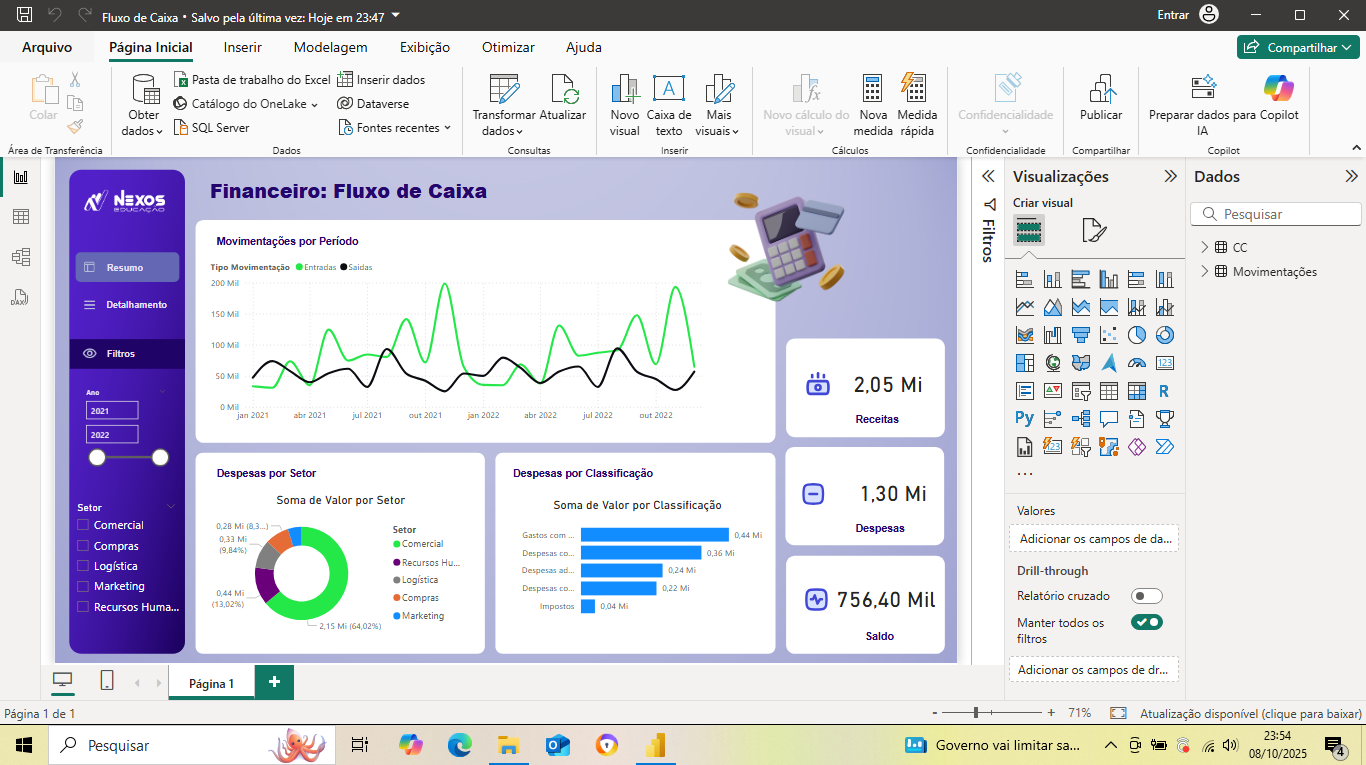 Fluxo de Caixa • Salvo pela última vez: Hoje em 23:47
Entrar
Arquivo
Página Inicial
Inserir
Modelagem
Exibição
Otimizar
Ajuda
Compartilhar
Colar
Área de Transferência
Obter
dados
Pasta de trabalho do Excel
Catálogo do OneLake
SQL Server
Inserir dados
Dataverse
Fontes recentes
Dados
Transformar
dados
Atualizar
Consultas
Novo
visual
Caixa de
texto
Mais
visuais
Inserir
Novo cálculo do
visual
Nova
medida
Medida
rápida
Cálculos
Confidencialidade
Confidencialidade
Publicar
Compartilhar
Preparar dados para
IA
Copilot
Copilot
NEXOS
EDUCAÇÃO
Resumo
Detalhamento
Filtros
Ano
2021
2022
Setor
Comercial
Compras
Logística
Marketing
Recursos Huma...
Financeiro: Fluxo de Caixa
Movimentações por Período
Tipo Movimentação
Entradas
Saídas
200 Mil
150 Mil
100 Mil
50 Mil
0 Mil
jan 2021
abr 2021
jul 2021
out 2021
jan 2022
abr 2022
jul 2022
out 2022
Despesas por Setor
Soma de Valor por Setor
0,28 Mi (8,3...)
0,33 Mi
(9,84%)
0,44 Mi
(13,02%)
2,15 Mi (64,02%)
Setor
Comercial
Recursos Hu...
Logística
Compras
Marketing
Despesas por Classificação
Soma de Valor por Classificação
Gastos com ...
0,44 Mi
Despesas co...
0,36 Mi
Despesas ad...
0,24 Mi
Despesas co...
0,22 Mi
Impostos
0,04 Mi
2,05 Mi
Receitas
1,30 Mi
Despesas
756,40 Mil
Saldo
Filtros
Visualizações
Criar visual
R
Py
123
123
...
Valores
Adicionar os campos de da...
Drill-through
Relatório cruzado
Manter todos os
filtros
Adicionar os campos de dr...
Dados
Pesquisar
CC
Movimentações
DAX
Página 1
+
Página 1 de 1
- + 71%
Atualização disponível (clique para baixar)
Pesquisar
Governo vai limitar sa...
23:54
08/10/2025
4